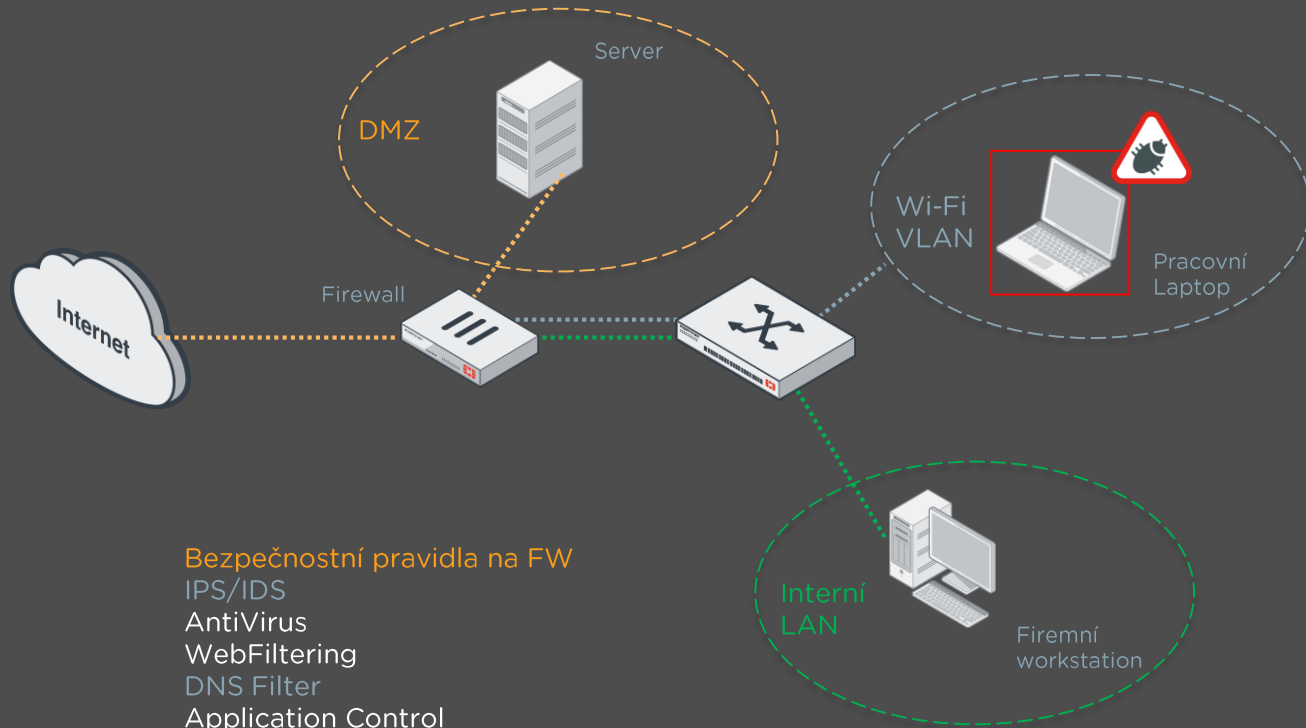 Server
DMZ
Wi-Fi
VLAN
Pracovní
Laptop
Firewall
Internet
Bezpečnostní pravidla na FW
IPS/IDS
AntiVirus
WebFiltering
DNS Filter
Application Control
Interní
LAN
Firemní
workstation